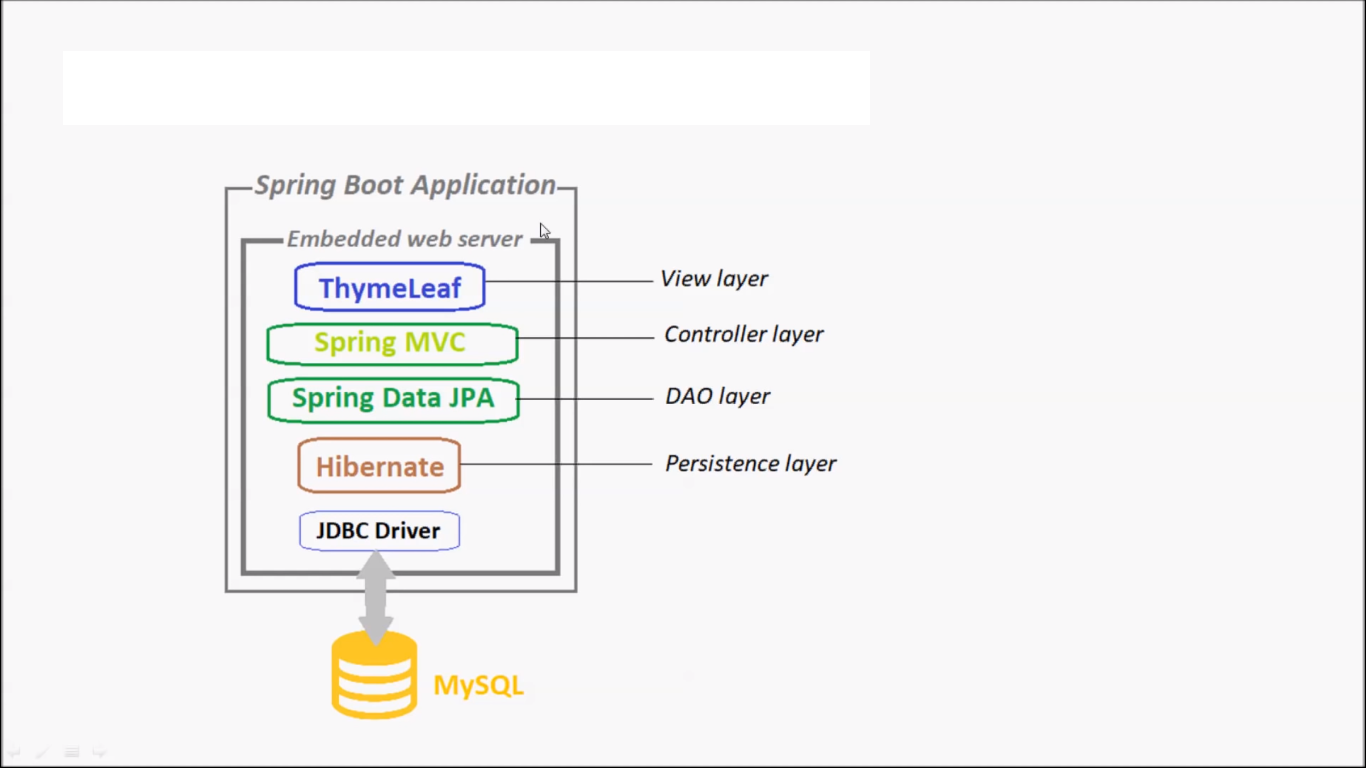 Spring Boot Application
Embedded web server
ThymeLeaf
View layer
Spring MVC
Controller layer
Spring Data JPA
DAO layer
Hibernate
Persistence layer
JDBC Driver
MySQL